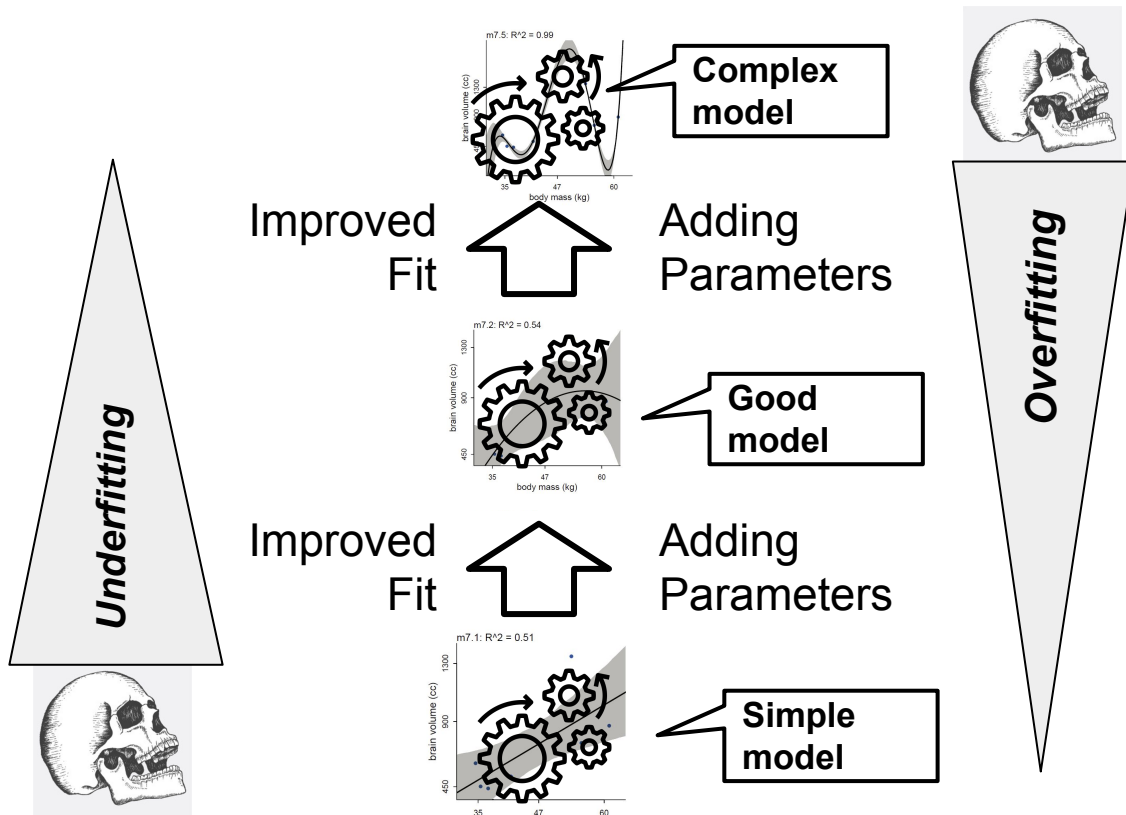 m7.5: R^2 = 0.99
brain volume (cc)
1300
450
35 47 60
body mass (kg)
Complex
model
Improved
Fit
Adding
Parameters
Underfitting
Overfitting
m7.2: R^2 = 0.54
brain volume (cc)
1300
900
450
35 47 60
body mass (kg)
Good
model
Improved
Fit
Adding
Parameters
m7.1: R^2 = 0.51
brain volume (cc)
1300
900
450
35 47 60
Simple
model